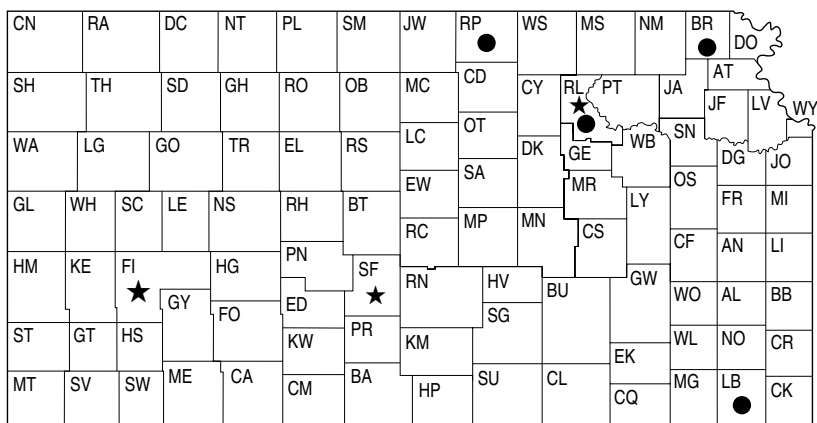 CN RA DC NT PL SM JW RP WS MS NM BR DO
SH TH SD GH RO OB MC CD CY RL PT JA AT
JF LV WY
WA LG GO TR EL RS LC OT DK GE WB SN DG JO
GL WH SC LE NS RH BT EW SA MR LY OS FR MI
RC MP MN CS
HM KE FI HG PN SF RN HV BU GW CF AN LI
GY FO ED SG WO AL BB
ST GT HS KW PR KM EK WL NO CR
MT SV SW ME CA CM BA HP SU CL CQ MG LB CK